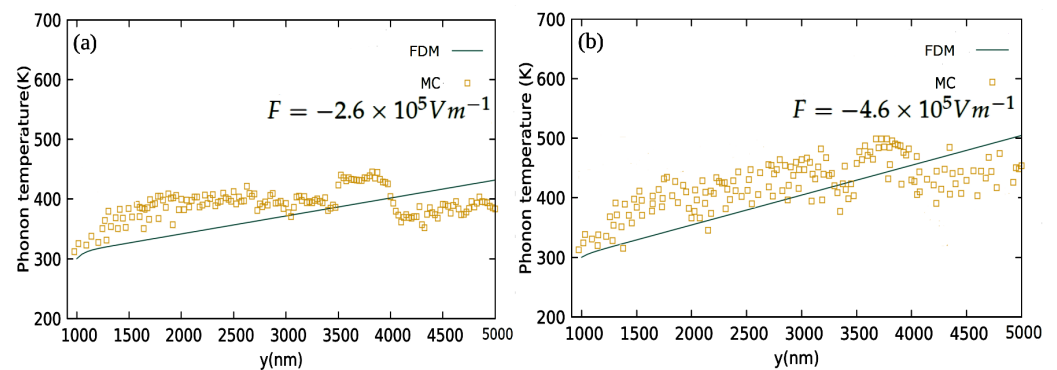 (a)
FDM
MC
F = −2.6 × 10⁵Vm⁻¹
Phonon temperature(K)
700
600
500
400
300
200
1000 1500 2000 2500 3000 3500 4000 4500 5000
y(nm)
(b)
FDM
MC
F = −4.6 × 10⁵Vm⁻¹
Phonon temperature (K)
700
600
500
400
300
200
1000 1500 2000 2500 3000 3500 4000 4500 5000
y(nm)